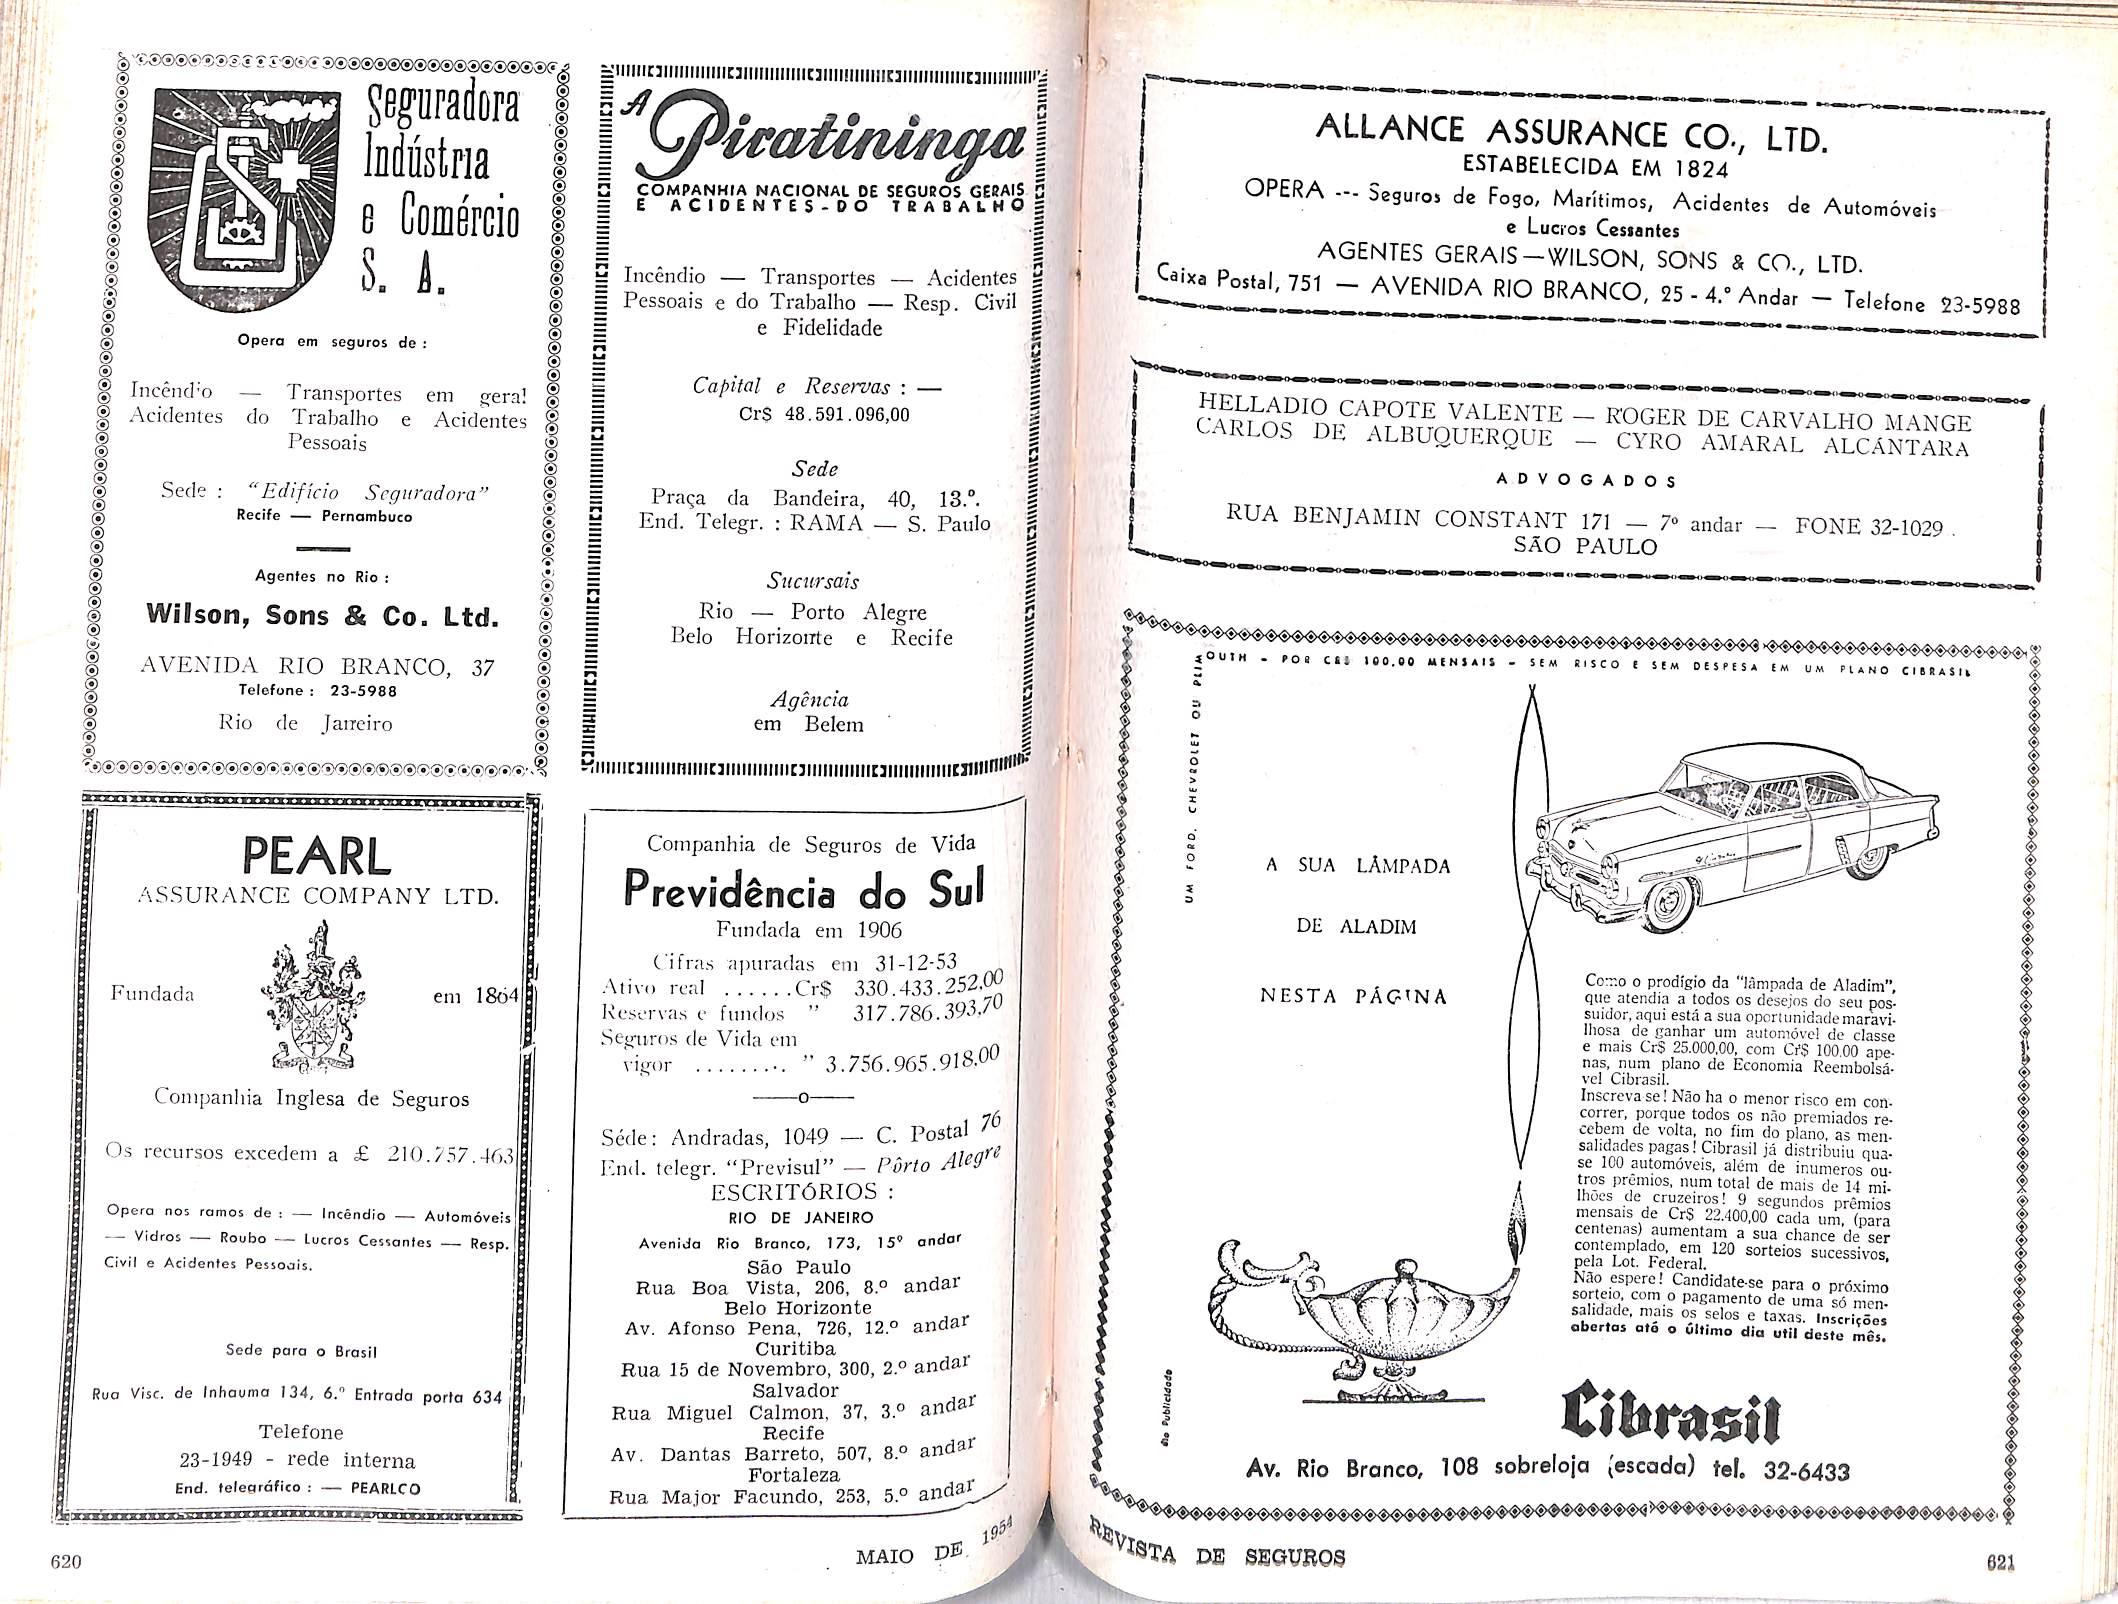 Seguradora
Indústria
e Comércio
S. A.
Opera em seguros de :
Incêndio — Transportes em geral
Acidentes do Trabalho e Acidentes
Pessoais
Sede : "Edifício Seguradora"
Recife — Pernambuco
Agentes no Rio :
Wilson, Sons & Co. Ltd.
AVENIDA RIO BRANCO, 37
Telefone : 23-5988
Rio de Janeiro
A
Piratininga
COMPANHIA NACIONAL DE SEGUROS GERAIS
E ACIDENTES-DO TRABALHO
Incêndio — Transportes — Acidentes
Pessoais e do Trabalho — Resp. Civil
e Fidelidade
Capital e Reservas : —
Cr$ 48.591.096,00
Sede
Praça da Bandeira, 40, 13.º.
End. Telegr. : RAMA — S. Paulo
Sucursais
Rio — Porto Alegre
Belo Horizonte e Recife
Agência
em Belem
PEARL
ASSURANCE COMPANY LTD.
Fundada em 1864
Companhia Inglesa de Seguros
Os recursos excedem a £ 210.757.463
Opera nos ramos de : — Incêndio — Automóveis
— Vidros — Roubo — Lucros Cessantes — Resp.
Civil e Acidentes Pessoais.
Sede para o Brasil
Rua Visc. de Inhauma 134, 6.º Entrada porta 634
Telefone
23-1949 - rede interna
End. telegráfico : — PEARLCO
Companhia de Seguros de Vida
Previdência do Sul
Fundada em 1906
Cifras apuradas em 31-12-53
Ativo real ......Cr$ 330.433.252,00
Reservas e fundos " 317.786.393,70
Seguros de Vida em
vigor ......... " 3.756.965.918,00
——o——
Séde: Andradas, 1049 — C. Postal 76
End. telegr. "Previsul" — Pôrto Alegre
ESCRITÓRIOS :
RIO DE JANEIRO
Avenida Rio Branco, 173, 15º andar
São Paulo
Rua Boa Vista, 206, 8.º andar
Belo Horizonte
Av. Afonso Pena, 726, 12.º andar
Curitiba
Rua 15 de Novembro, 300, 2.º andar
Salvador
Rua Miguel Calmon, 37, 3.º andar
Recife
Av. Dantas Barreto, 507, 8.º andar
Fortaleza
Rua Major Facundo, 253, 5.º andar
620
MAIO DE 1954
ALLANCE ASSURANCE CO., LTD.
ESTABELECIDA EM 1824
OPERA --- Seguros de Fogo, Marítimos, Acidentes de Automóveis
e Lucros Cessantes
AGENTES GERAIS—WILSON, SONS & CO., LTD.
Caixa Postal, 751 — AVENIDA RIO BRANCO, 25 - 4.º Andar — Telefone 23-5988
HELLADIO CAPOTE VALENTE — ROGER DE CARVALHO MANGE
CARLOS DE ALBUQUERQUE — CYRO AMARAL ALCÁNTARA
ADVOGADOS
RUA BENJAMIN CONSTANT 171 — 7º andar — FONE 32-1029.
SÃO PAULO
UM FORD, CHEVROLET OU PLIMOUTH - POR CR$ 100,00 MENSAIS - SEM RISCO E SEM DESPESA EM UM PLANO CIBRASIL
A SUA LÂMPADA
DE ALADIM
NESTA PÁGINA
Como o prodígio da "lâmpada de Aladim",
que atendia a todos os desejos do seu pos-
suidor, aqui está a sua oportunidade maravi-
lhosa de ganhar um automóvel de classe
e mais Cr$ 25.000,00, com Cr$ 100,00 ape-
nas, num plano de Economia Reembolsá-
vel Cibrasil.
Inscreva-se! Não ha o menor risco em con-
correr, porque todos os não premiados re-
cebem de volta, no fim do plano, as men-
salidades pagas! Cibrasil já distribuiu qua-
se 100 automóveis, além de inumeros ou-
tros prêmios, num total de mais de 14 mi-
lhões de cruzeiros! 9 segundos prêmios
mensais de Cr$ 22.400,00 cada um, (para
centenas) aumentam a sua chance de ser
contemplado, em 120 sorteios sucessivos,
pela Lot. Federal.
Não espere! Candidate-se para o próximo
sorteio, com o pagamento de uma só men-
salidade, mais os selos e taxas. Inscrições
abertas até o último dia util deste mês.
Rio Publicidade
Cibrasil
Av. Rio Branco, 108 sobreloja (escada) tel. 32-6433
REVISTA DE SEGUROS
621